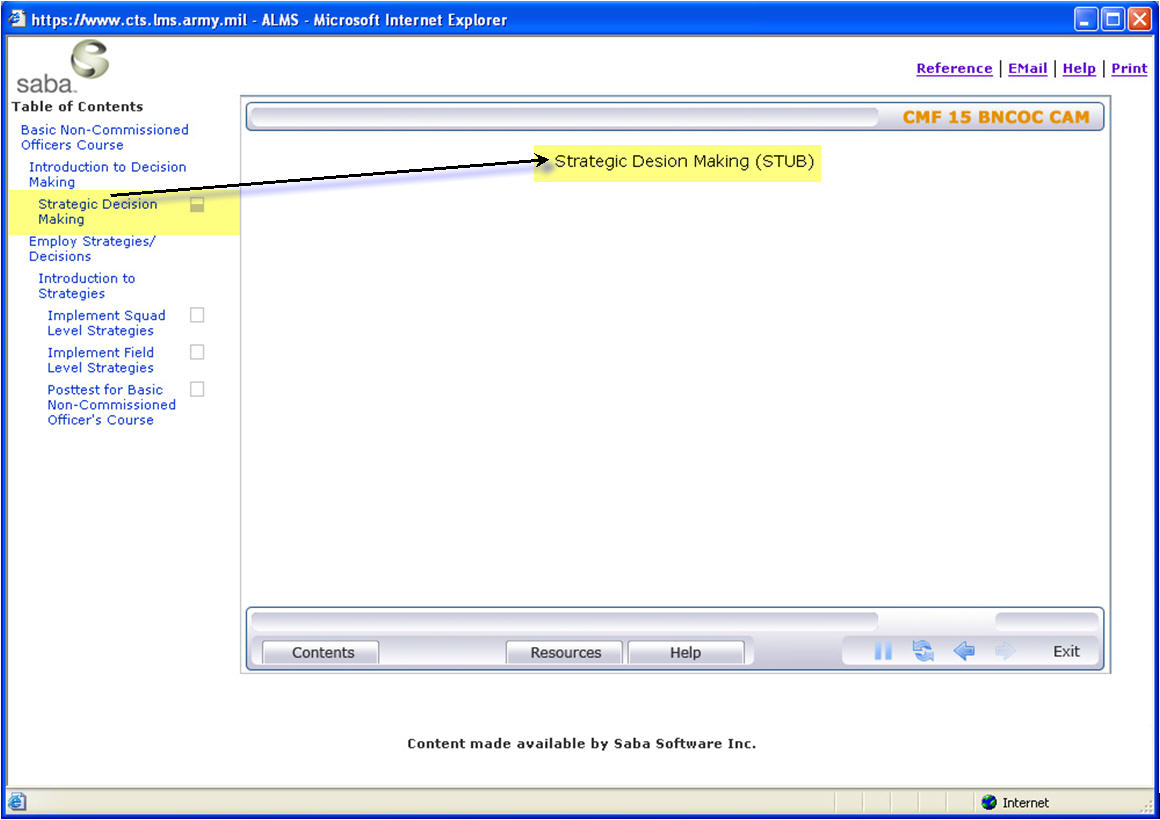 https://www.cts.lms.army.mil - ALMS - Microsoft Internet Explorer
saba
Reference | EMail | Help | Print
Table of Contents
Basic Non-Commissioned
Officers Course
Introduction to Decision
Making
Strategic Decision
Making
Employ Strategies/
Decisions
Introduction to
Strategies
Implement Squad
Level Strategies
Implement Field
Level Strategies
Posttest for Basic
Non-Commissioned
Officer's Course
CMF 15 BNCOC CAM
Strategic Desion Making (STUB)
Contents Resources Help Exit
Content made available by Saba Software Inc.
Internet